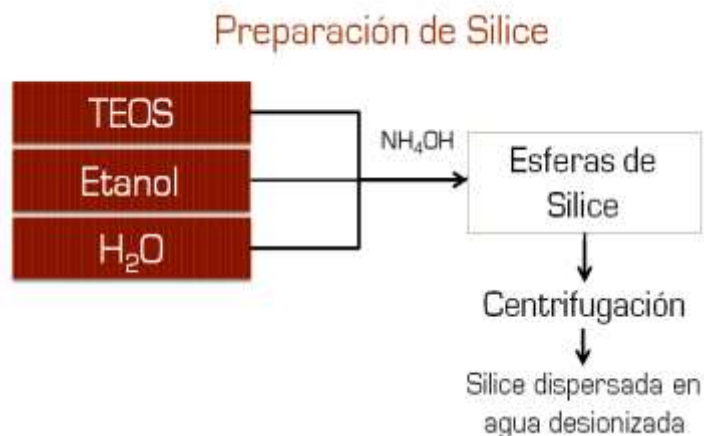 Preparación de Silice
TEOS
Etanol
H₂O
NH₄OH
Esferas de
Silice
Centrifugación
Silice dispersada en
agua desionizada